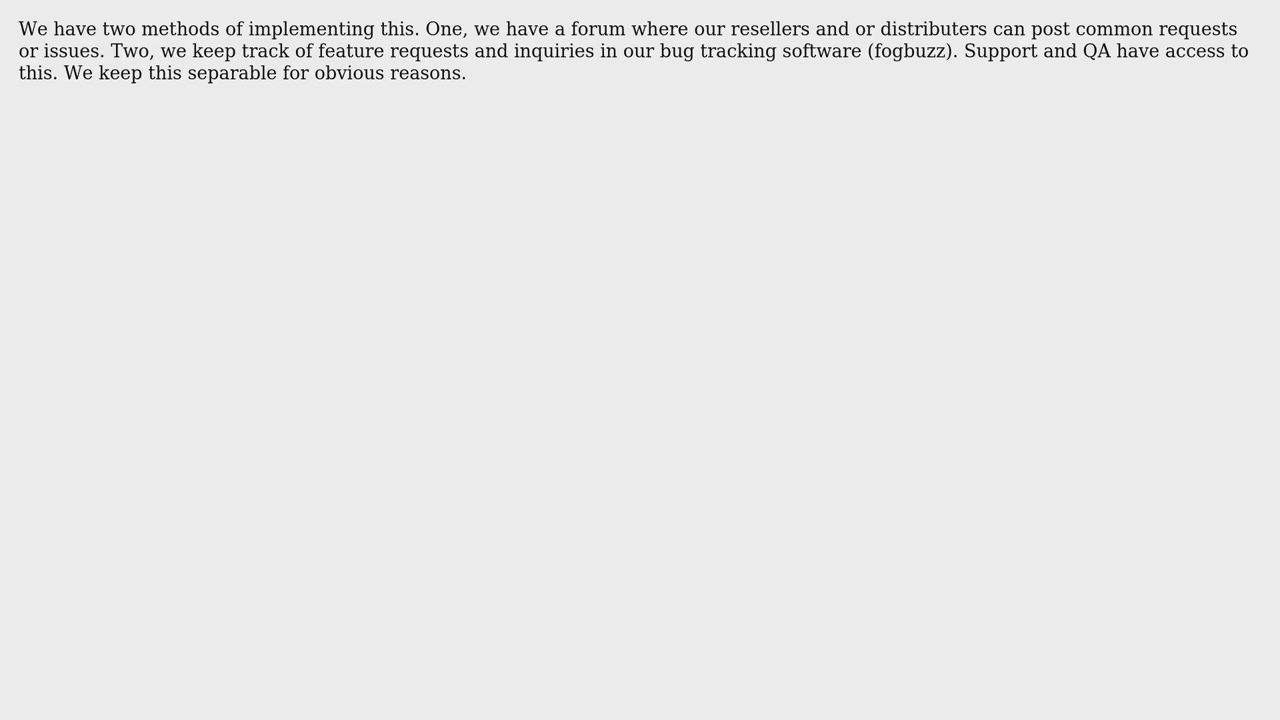 We have two methods of implementing this. One, we have a forum where our resellers and or distributers can post common requests
or issues. Two, we keep track of feature requests and inquiries in our bug tracking software (fogbuzz). Support and QA have access to
this. We keep this separable for obvious reasons.